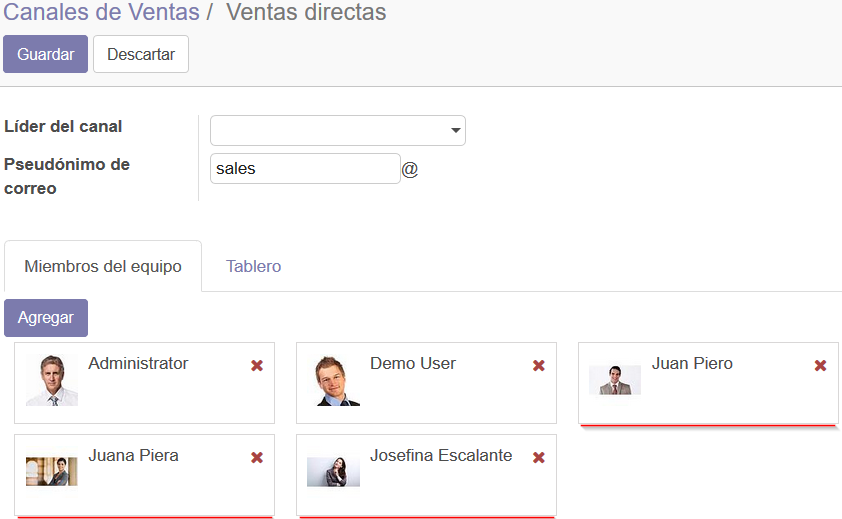 Canales de Ventas / Ventas directas
Guardar Descartar
Líder del canal
Pseudónimo de
correo
sales @
Miembros del equipo Tablero
Agregar
Administrator
Demo User
Juan Piero
Juana Piera
Josefina Escalante